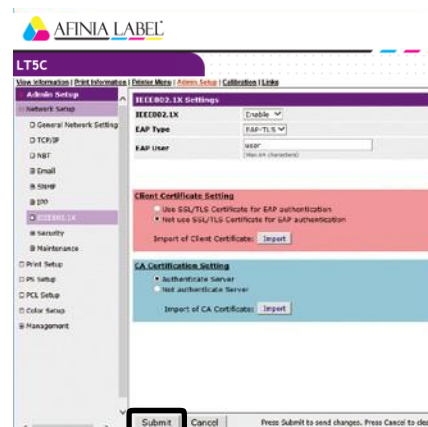 AFINIA LABEL
LT5C
View Information | Print Information | Printer Menu | Admin Setup | Calibration | Links
Admin Setup
Network Setup
General Network Setting
TCP/IP
NBT
Email
SNMP
IPP
IEEE802.1X
Security
Maintenance
Print Setup
PS Setup
PCL Setup
Color Setup
Management
IEEE802.1X Settings
IEEE802.1X Enable
EAP Type EAP-TLS
EAP User user
(Max 64 characters)
Client Certificate Setting
Use SSL/TLS Certificate for EAP authentication
Not use SSL/TLS Certificate for EAP authentication
Import of Client Certificate: Import
CA Certification Setting
Authenticate Server
Not authenticate Server
Import of CA Certificate: Import
Submit Cancel Press Submit to send changes. Press Cancel to